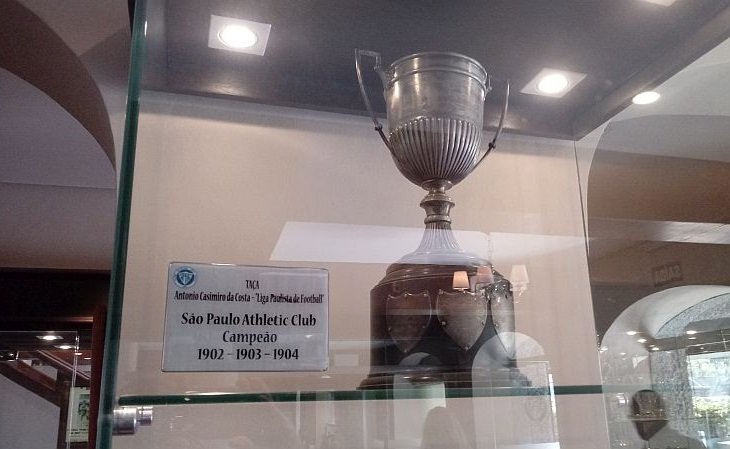 TAÇA
Antonio Casimiro da Costa - "Liga Paulista de Football"
São Paulo Athletic Club
Campeão
1902 - 1903 - 1904